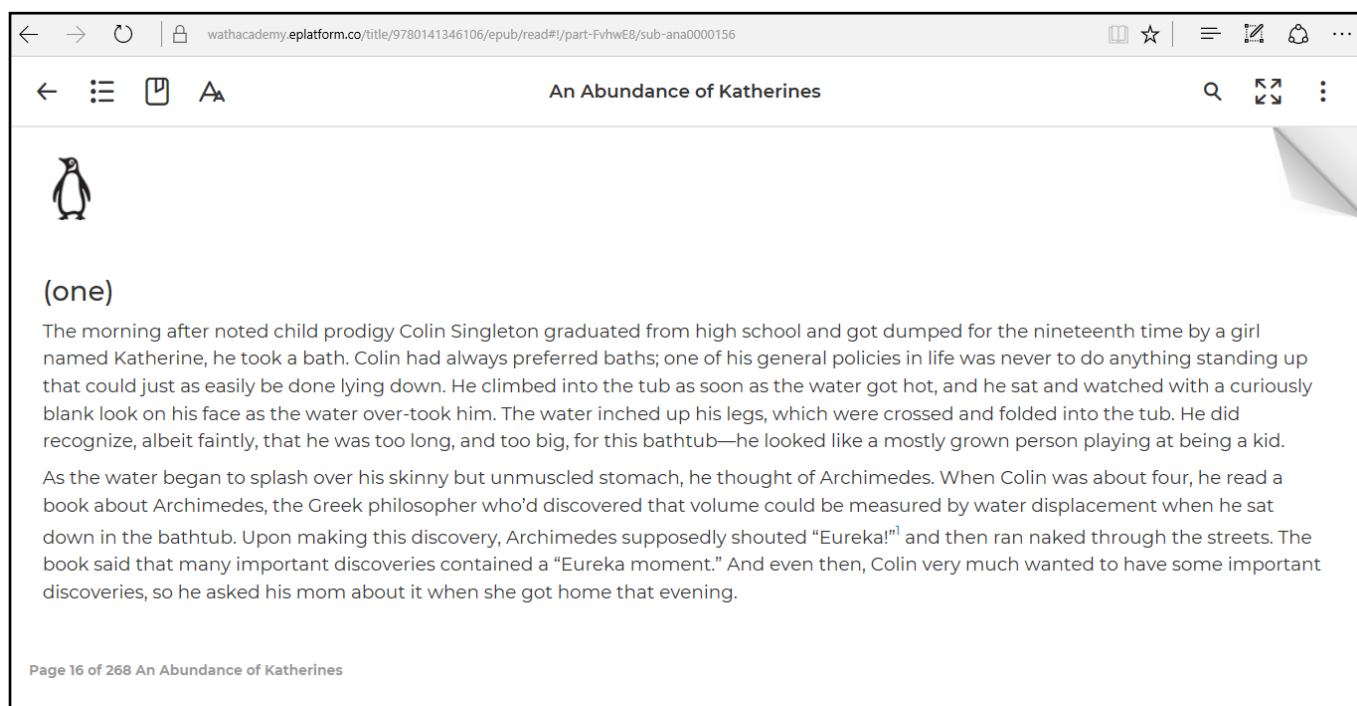 wathacademy.eplatform.co/title/9780141346106/epub/read#!/part-FvhwE8/sub-ana0000156
An Abundance of Katherines
(one)
The morning after noted child prodigy Colin Singleton graduated from high school and got dumped for the nineteenth time by a girl
named Katherine, he took a bath. Colin had always preferred baths; one of his general policies in life was never to do anything standing up
that could just as easily be done lying down. He climbed into the tub as soon as the water got hot, and he sat and watched with a curiously
blank look on his face as the water over-took him. The water inched up his legs, which were crossed and folded into the tub. He did
recognize, albeit faintly, that he was too long, and too big, for this bathtub—he looked like a mostly grown person playing at being a kid.
As the water began to splash over his skinny but unmuscled stomach, he thought of Archimedes. When Colin was about four, he read a
book about Archimedes, the Greek philosopher who’d discovered that volume could be measured by water displacement when he sat
down in the bathtub. Upon making this discovery, Archimedes supposedly shouted “Eureka!”1 and then ran naked through the streets. The
book said that many important discoveries contained a “Eureka moment.” And even then, Colin very much wanted to have some important
discoveries, so he asked his mom about it when she got home that evening.
Page 16 of 268 An Abundance of Katherines